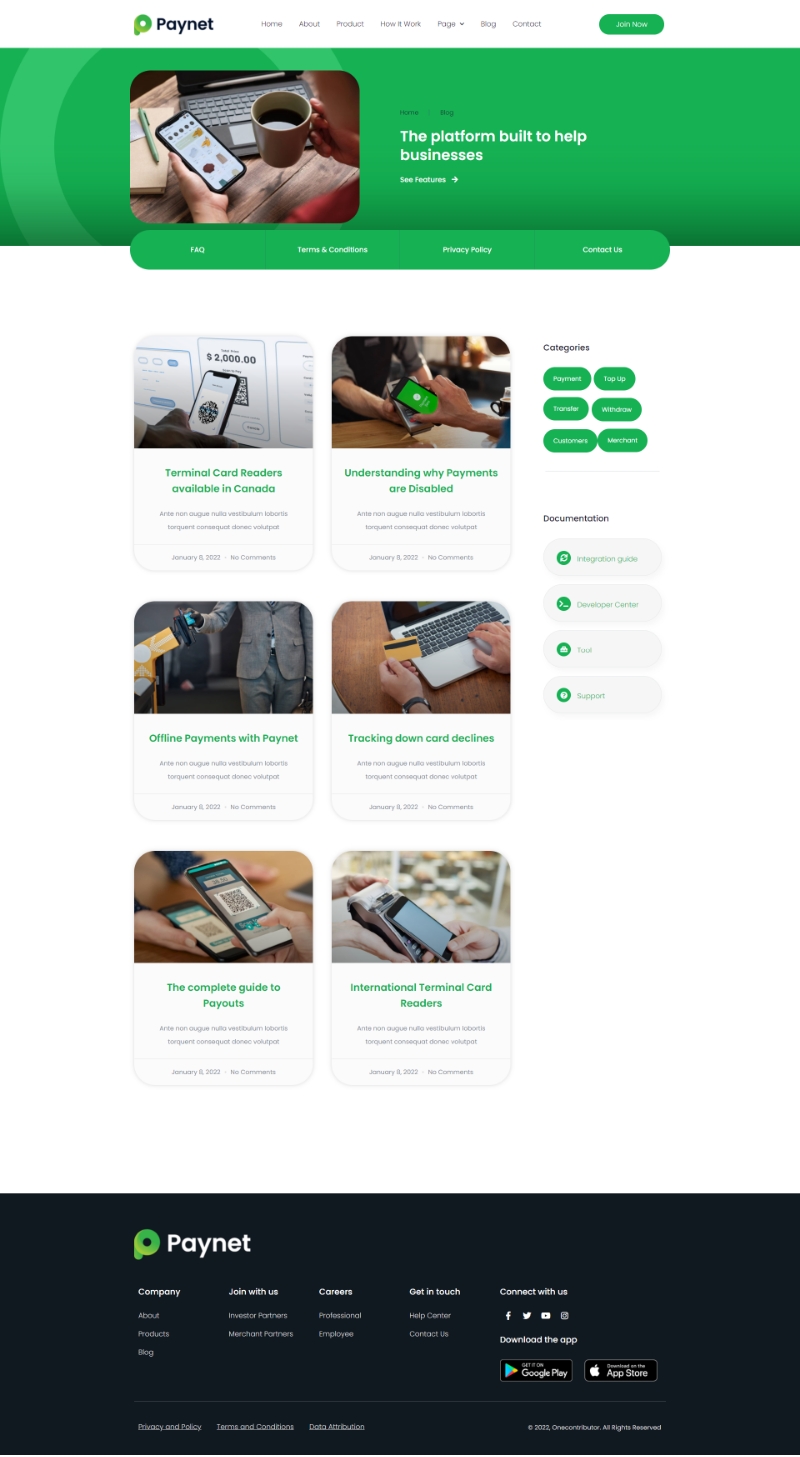 Paynet
Home About Product How It Work Page Blog Contact
Join Now
Home Blog
The platform built to help
businesses
See Features
FAQ Terms & Conditions Privacy Policy Contact Us
$ 2,000.00
Terminal Card Readers
available in Canada
Ante non augue nulla vestibulum lobortis
torquent consequat donec volutpat
January 8, 2022 · No Comments
Understanding why Payments
are Disabled
Ante non augue nulla vestibulum lobortis
torquent consequat donec volutpat
January 8, 2022 · No Comments
Categories
Payment Top Up
Transfer Withdraw
Customers Merchant
Documentation
Integration guide
Developer Center
Tool
Support
Offline Payments with Paynet
Ante non augue nulla vestibulum lobortis
torquent consequat donec volutpat
January 8, 2022 · No Comments
Tracking down card declines
Ante non augue nulla vestibulum lobortis
torquent consequat donec volutpat
January 8, 2022 · No Comments
The complete guide to
Payouts
Ante non augue nulla vestibulum lobortis
torquent consequat donec volutpat
January 8, 2022 · No Comments
International Terminal Card
Readers
Ante non augue nulla vestibulum lobortis
torquent consequat donec volutpat
January 8, 2022 · No Comments
Paynet
Company
About
Products
Blog
Join with us
Investor Partners
Merchant Partners
Careers
Professional
Employee
Get in touch
Help Center
Contact Us
Connect with us
Download the app
GET IT ON
Google Play
Download on the
App Store
Privacy and Policy Terms and Conditions Data Attribution
© 2022, Onecontributor. All Rights Reserved